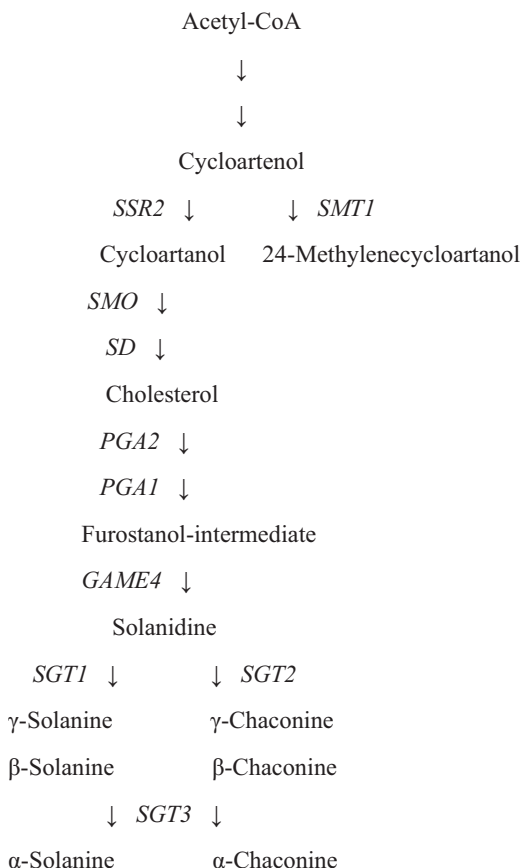 Acetyl-CoA
↓
↓
Cycloartenol
SSR2 ↓ ↓ SMT1
Cycloartanol 24-Methylenecycloartanol
SMO ↓
SD ↓
Cholesterol
PGA2 ↓
PGA1 ↓
Furostanol-intermediate
GAME4 ↓
Solanidine
SGT1 ↓ ↓ SGT2
γ-Solanine γ-Chaconine
β-Solanine β-Chaconine
↓ SGT3 ↓
α-Solanine α-Chaconine